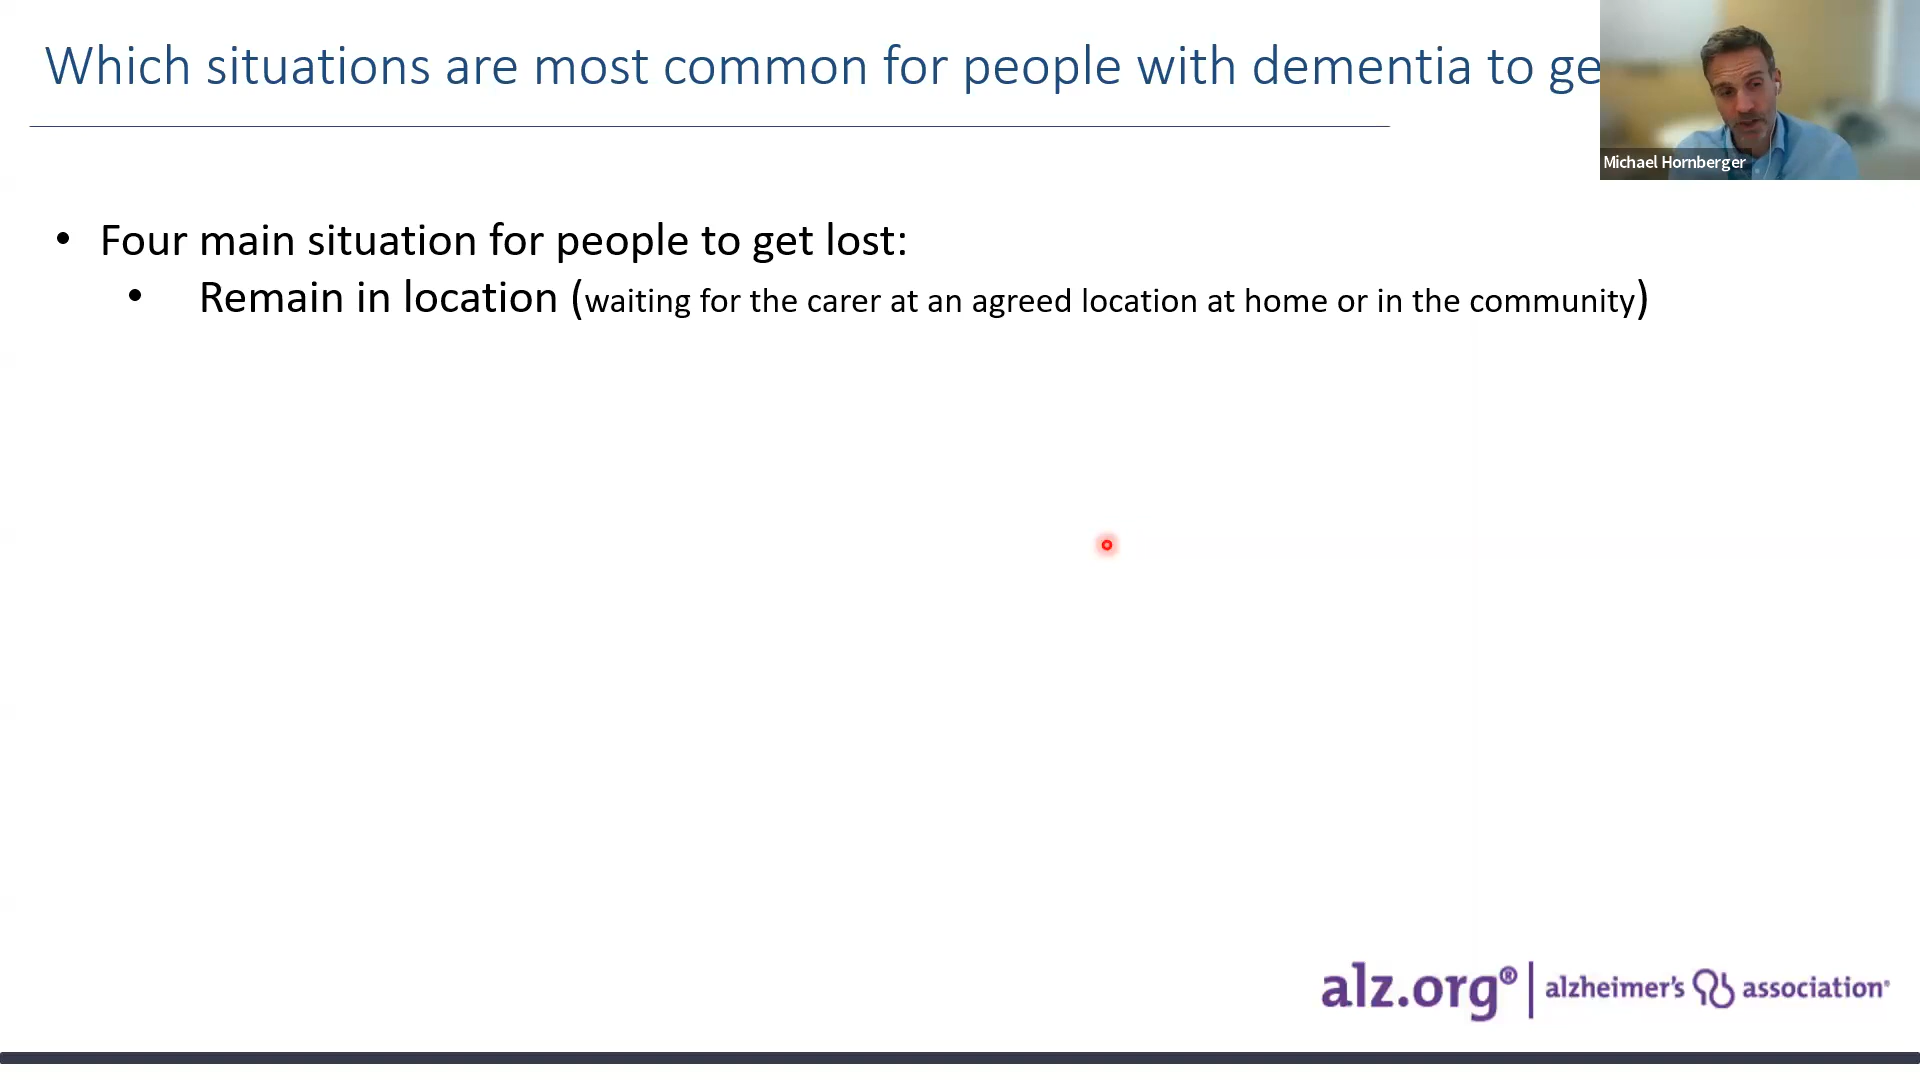 Which situations are most common for people with dementia to ge
Michael Hornberger
• Four main situation for people to get lost:
• Remain in location (waiting for the carer at an agreed location at home or in the community)
alz.org® | alzheimer's association®